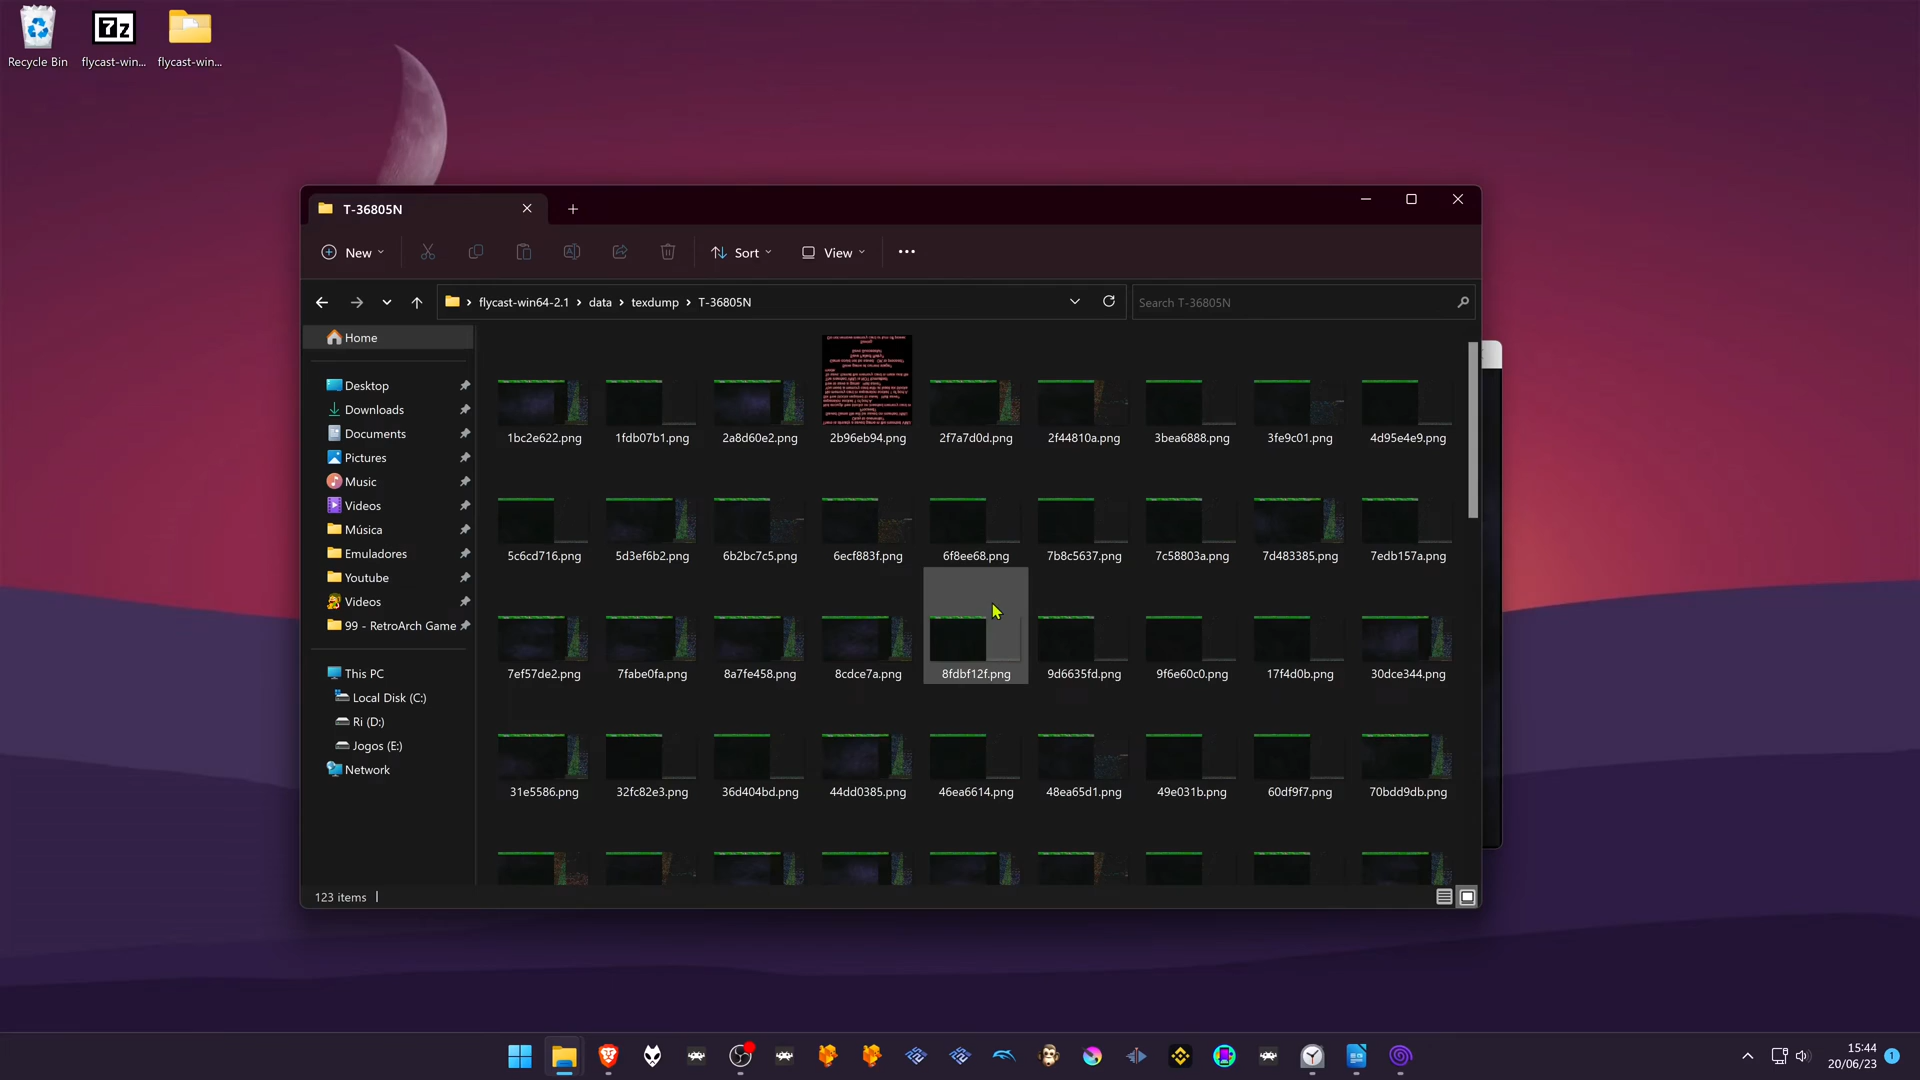 Recycle Bin
flycast-win...
flycast-win...
T-36805N
New
Sort
View
flycast-win64-2.1
data
texdump
T-36805N
Search T-36805N
Home
Desktop
Downloads
Documents
Pictures
Music
Videos
Música
Emuladores
Youtube
Videos
99 - RetroArch Game
This PC
Local Disk (C:)
Ri (D:)
Jogos (E:)
Network
1bc2e622.png
1fdb07b1.png
2a8d60e2.png
2b96eb94.png
2f7a7d0d.png
2f44810a.png
3bea6888.png
3fe9c01.png
4d95e4e9.png
5c6cd716.png
5d3ef6b2.png
6b2bc7c5.png
6ecf883f.png
6f8ee68.png
7b8c5637.png
7c58803a.png
7d483385.png
7edb157a.png
7ef57de2.png
7fabe0fa.png
8a7fe458.png
8cdce7a.png
8fdbf12f.png
9d6635fd.png
9f6e60c0.png
17f4d0b.png
30dce344.png
31e5586.png
32fc82e3.png
36d404bd.png
44dd0385.png
46ea6614.png
48ea65d1.png
49e031b.png
60df9f7.png
70bdd9db.png
123 items
15:44
20/06/23
1